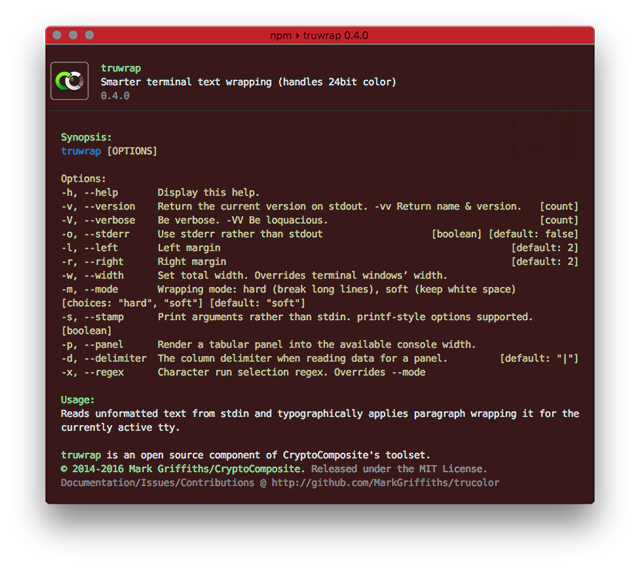 npm ▸ truwrap 0.4.0
truwrap
Smarter terminal text wrapping (handles 24bit color)
0.4.0
Synopsis:
truwrap [OPTIONS]
Options:
-h, --help Display this help.
-v, --version Return the current version on stdout. -vv Return name & version. [count]
-V, --verbose Be verbose. -VV Be loquacious. [count]
-o, --stderr Use stderr rather than stdout [boolean] [default: false]
-l, --left Left margin [default: 2]
-r, --right Right margin [default: 2]
-w, --width Set total width. Overrides terminal windows’ width.
-m, --mode Wrapping mode: hard (break long lines), soft (keep white space)
[choices: "hard", "soft"] [default: "soft"]
-s, --stamp Print arguments rather than stdin. printf-style options supported.
[boolean]
-p, --panel Render a tabular panel into the available console width.
-d, --delimiter The column delimiter when reading data for a panel. [default: "|"]
-x, --regex Character run selection regex. Overrides --mode
Usage:
Reads unformatted text from stdin and typographically applies paragraph wrapping it for the
currently active tty.
truwrap is an open source component of CryptoComposite's toolset.
© 2014-2016 Mark Griffiths/CryptoComposite. Released under the MIT License.
Documentation/Issues/Contributions @ http://github.com/MarkGriffiths/trucolor